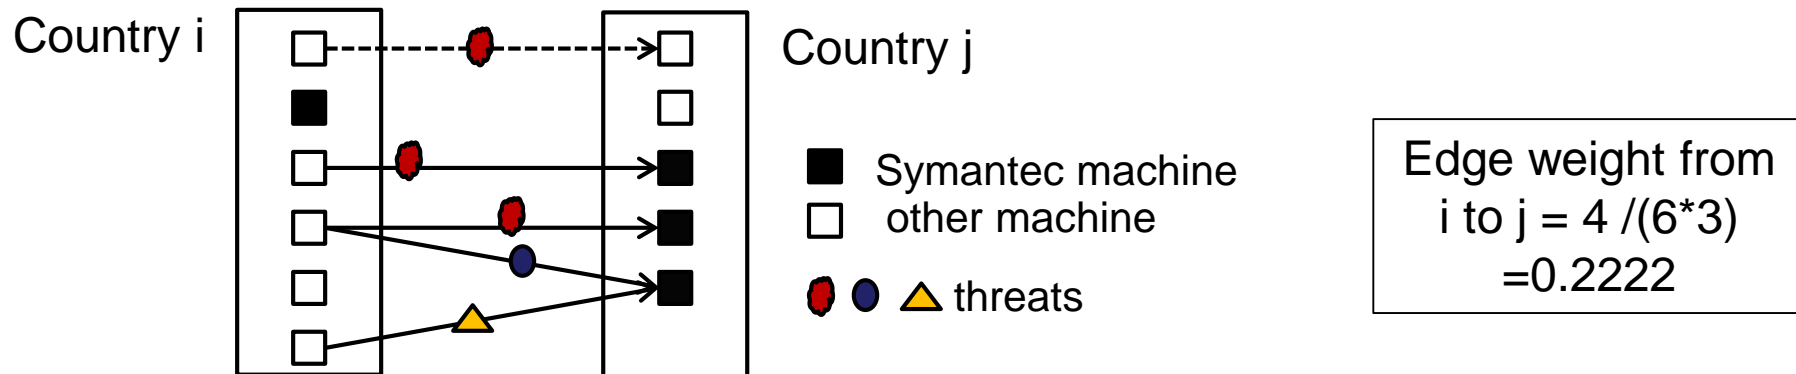 Country i
Country j
Symantec machine
other machine
threats
Edge weight from
i to j = 4 /(6*3)
=0.2222